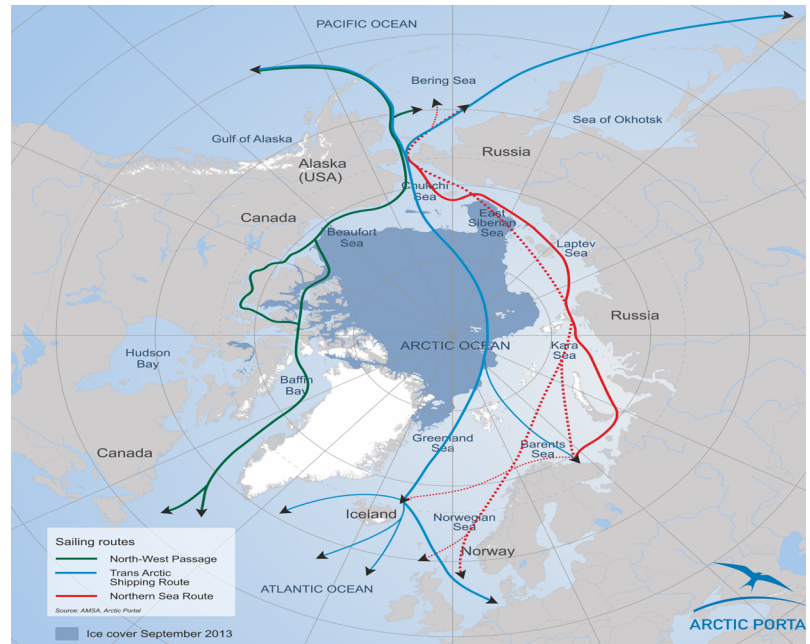 PACIFIC OCEAN
Bering Sea
Sea of Okhotsk
Gulf of Alaska
Alaska
(USA)
Russia
Chukchi
Sea
Canada
East
Siberian
Sea
Beaufort
Sea
Laptev
Sea
Russia
ARCTIC OCEAN
Kara
Sea
Hudson
Bay
Baffin
Bay
Greenland
Sea
Barents
Sea
Canada
Iceland
Norwegian
Sea
Norway
ATLANTIC OCEAN
Sailing routes
North-West Passage
Trans Arctic
Shipping Route
Northern Sea Route
Source: AMSA, Arctic Portal
Ice cover September 2013
ARCTIC PORTA